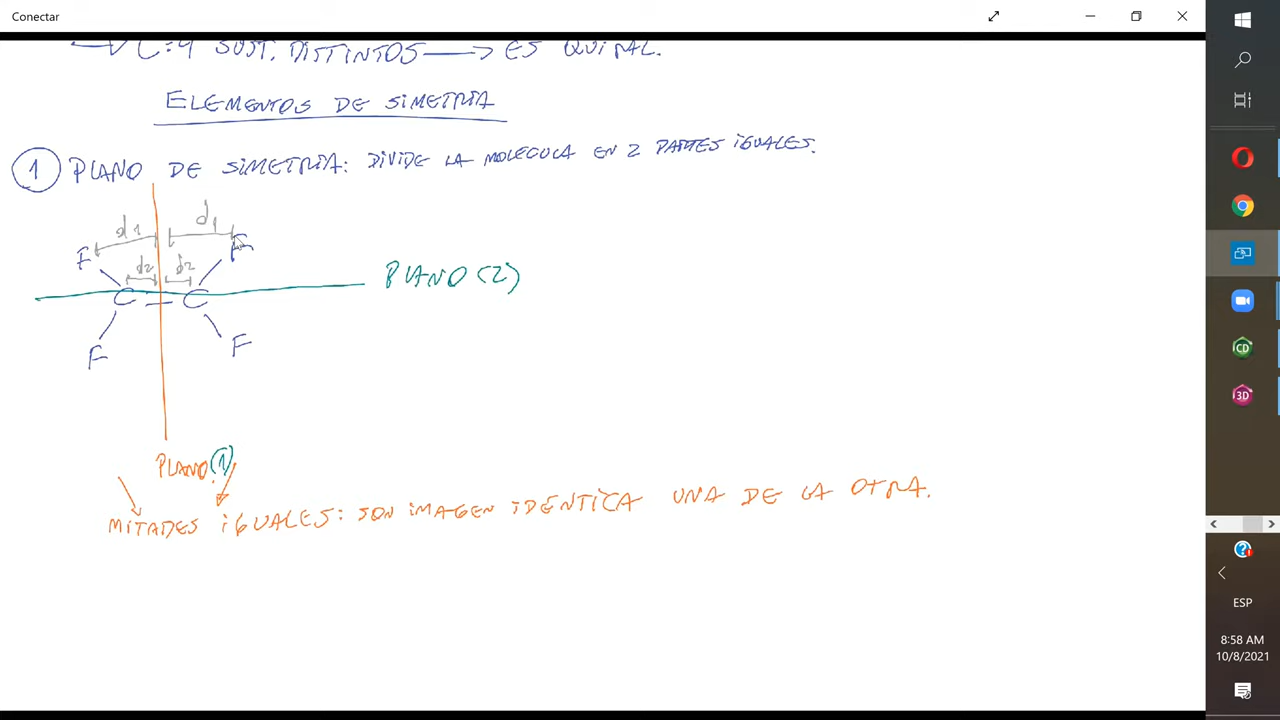 Conectar
C:4 SUST. DISTINTOS → ES QUIRAL.
ELEMENTOS DE SIMETRIA
1 PLANO DE SIMETRIA: DIVIDE LA MOLECULA EN 2 PARTES IGUALES.
d1 d1
F d2 d2 F
PLANO (2)
C = C
F F
PLANO (1)
MITADES IGUALES: SON IMAGEN IDENTICA UNA DE LA OTRA.
CD
3D
ESP
8:58 AM
10/8/2021